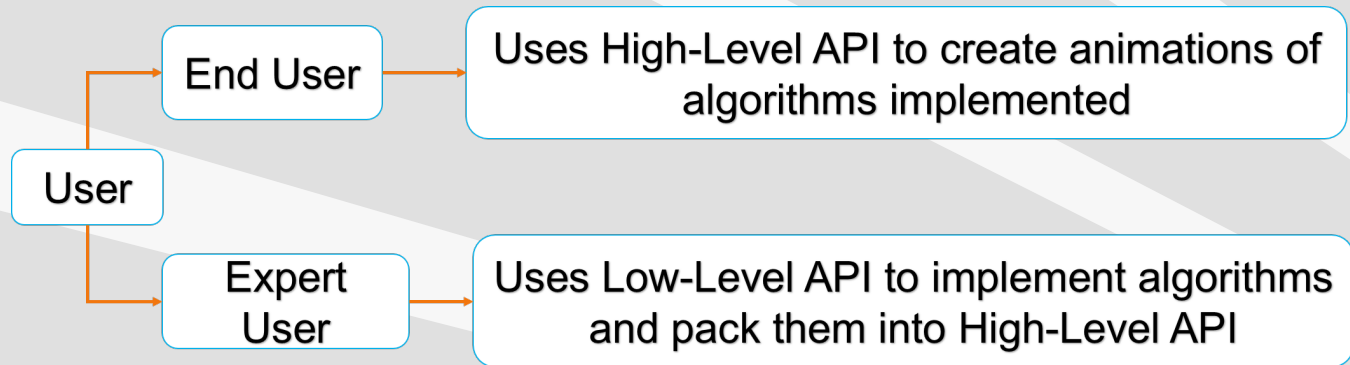 End User
Uses High-Level API to create animations of
algorithms implemented
User
Expert
User
Uses Low-Level API to implement algorithms
and pack them into High-Level API